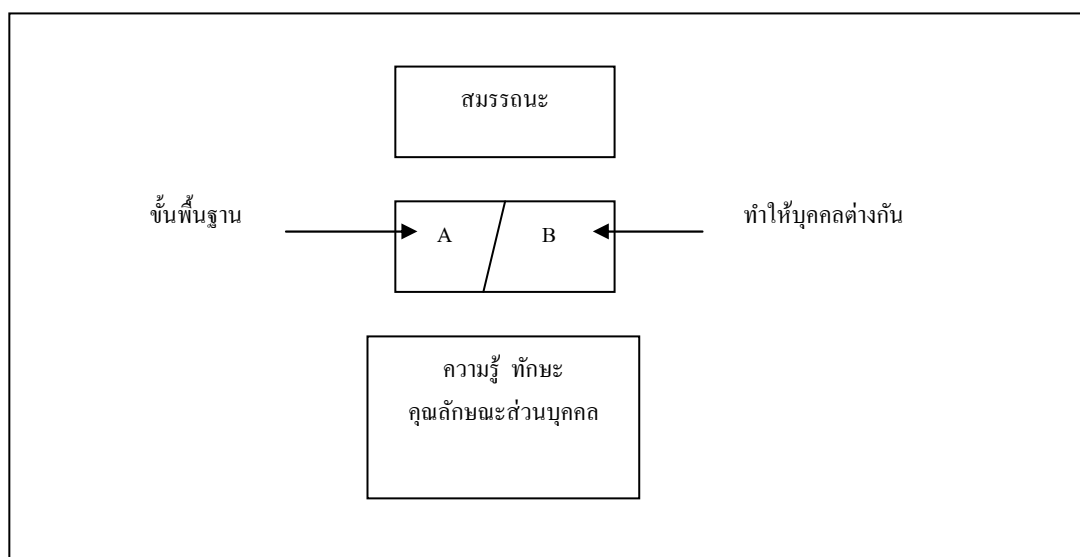 สมรรถนะ
ขั้นพื้นฐาน
ทำให้บุคคลต่างกัน
A
B
ความรู้ ทักษะ
คุณลักษณะส่วนบุคคล